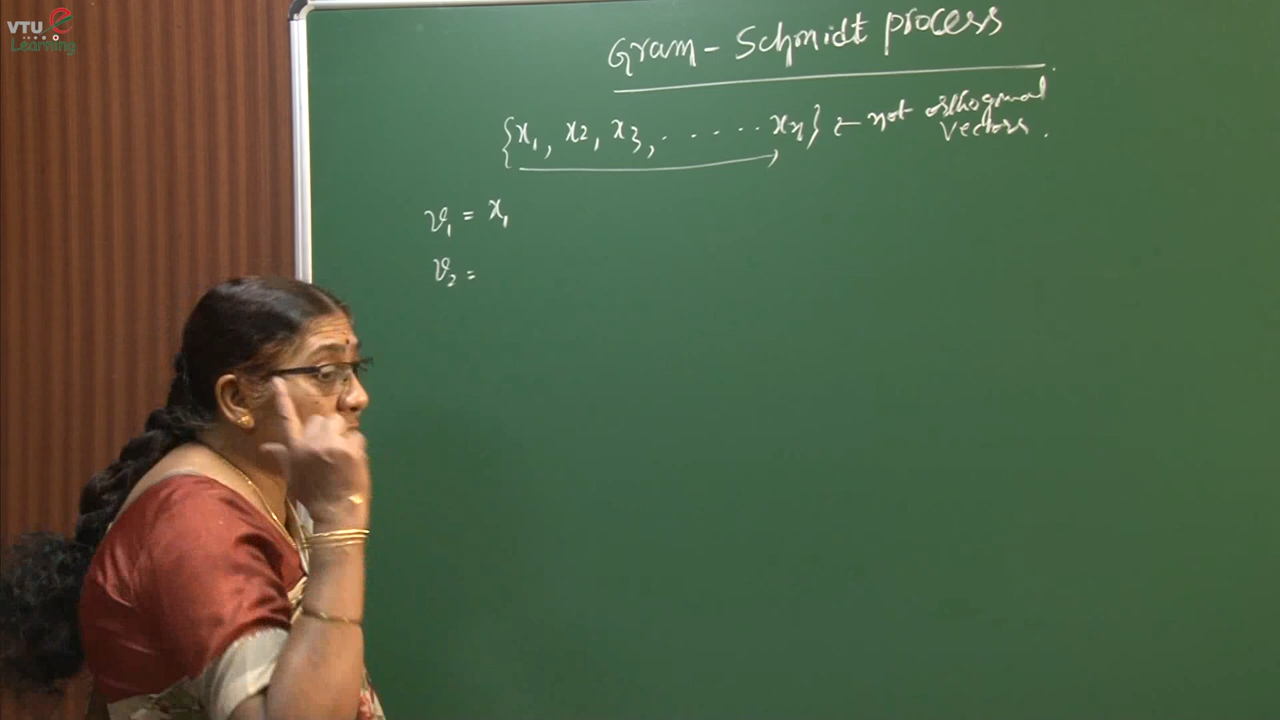 VTU e
Learning
Gram - Schmidt process
{x₁, x₂, x₃, ...... xₙ} ← not orthogonal
vectors.
v₁ = x₁
v₂ =